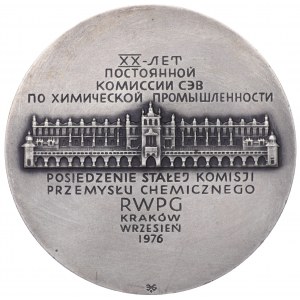 XX-ЛЕТ
ПОСТОЯННОЙ
КОМИССИИ СЭВ
ПО ХИМИЧЕСКОЙ ПРОМЫШЛЕННОСТИ
POSIEDZENIE STAŁEJ KOMISJI
PRZEMYSŁU CHEMICZNEGO
RWPG
KRAKÓW
WRZESIEŃ
1976